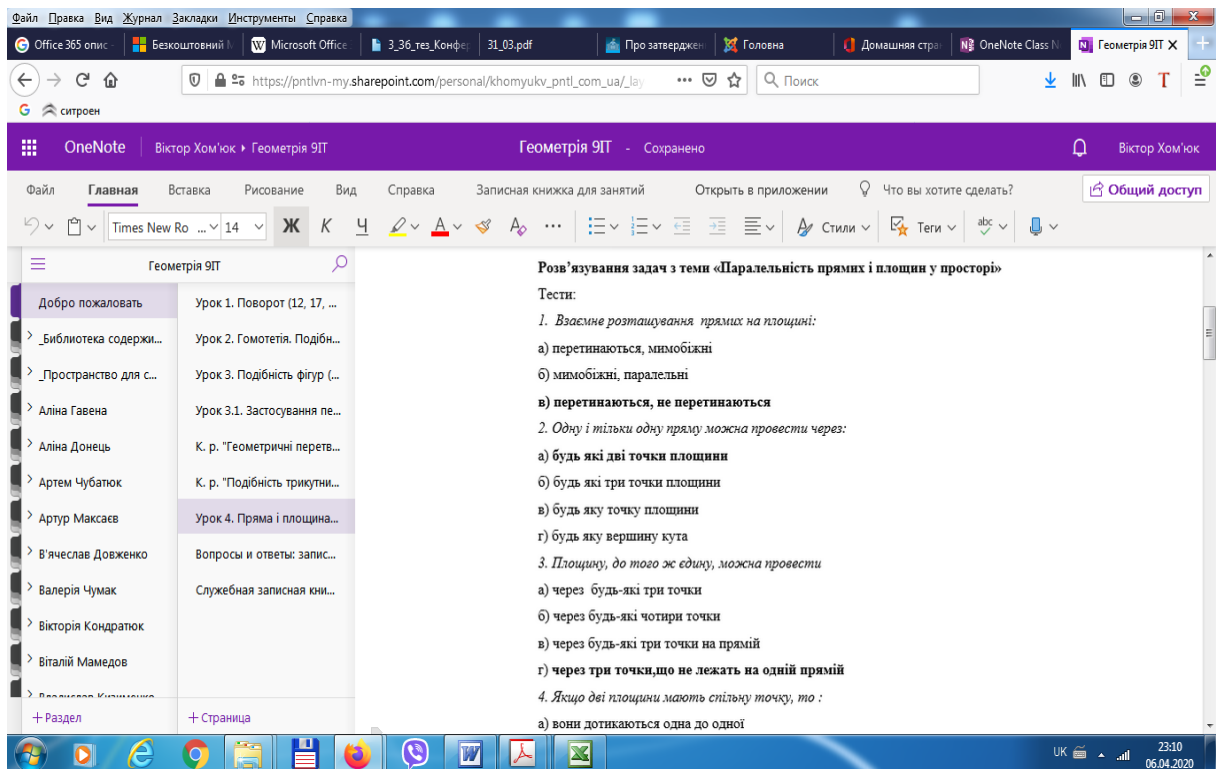 Файл Правка Вид Журнал Закладки Инструменты Справка
Office 365 опис - Безкоштовний Microsoft Office 3_36_тез_Конфер 31_03.pdf Про затвержден Головна Домашняя стра OneNote Class N Геометрія 9ІТ
https://pntlvn-my.sharepoint.com/personal/khomyukv_pntl_com_ua/_lay Поиск
ситроен
OneNote Віктор Хом'юк Геометрія 9ІТ Геометрія 9ІТ - Сохранено Віктор Хом'юк
Файл Главная Вставка Рисование Вид Справка Записная книжка для занятий Открыть в приложении Что вы хотите сделать? Общий доступ
Times New Ro ... 14 Ж К Ч Стили Теги abc
Геометрія 9ІТ
Добро пожаловать
_Библиотека содержи...
_Пространство для с...
Аліна Гавена
Аліна Донець
Артем Чубатюк
Артур Максаєв
В'ячеслав Довженко
Валерія Чумак
Вікторія Кондратюк
Віталій Мамедов
+ Раздел
Урок 1. Поворот (12, 17, ...
Урок 2. Гомотетія. Подібн...
Урок 3. Подібність фігур (...
Урок 3.1. Застосування пе...
К. р. "Геометричні перетв...
К. р. "Подібність трикутни...
Урок 4. Пряма і площина...
Вопросы и ответы: запис...
Служебная записная кни...
+ Страница
Розв’язування задач з теми «Паралельність прямих і площин у просторі»
Тести:
1. Взаємне розташування прямих на площині:
а) перетинаються, мимобіжні
б) мимобіжні, паралельні
в) перетинаються, не перетинаються
2. Одну і тільки одну пряму можна провести через:
а) будь які дві точки площини
б) будь які три точки площини
в) будь яку точку площини
г) будь яку вершину кута
3. Площину, до того ж єдину, можна провести
а) через будь-які три точки
б) через будь-які чотири точки
в) через будь-які три точки на прямій
г) через три точки,що не лежать на одній прямій
4. Якщо дві площини мають спільну точку, то :
а) вони дотикаються одна до одної
UK 23:10
06.04.2020